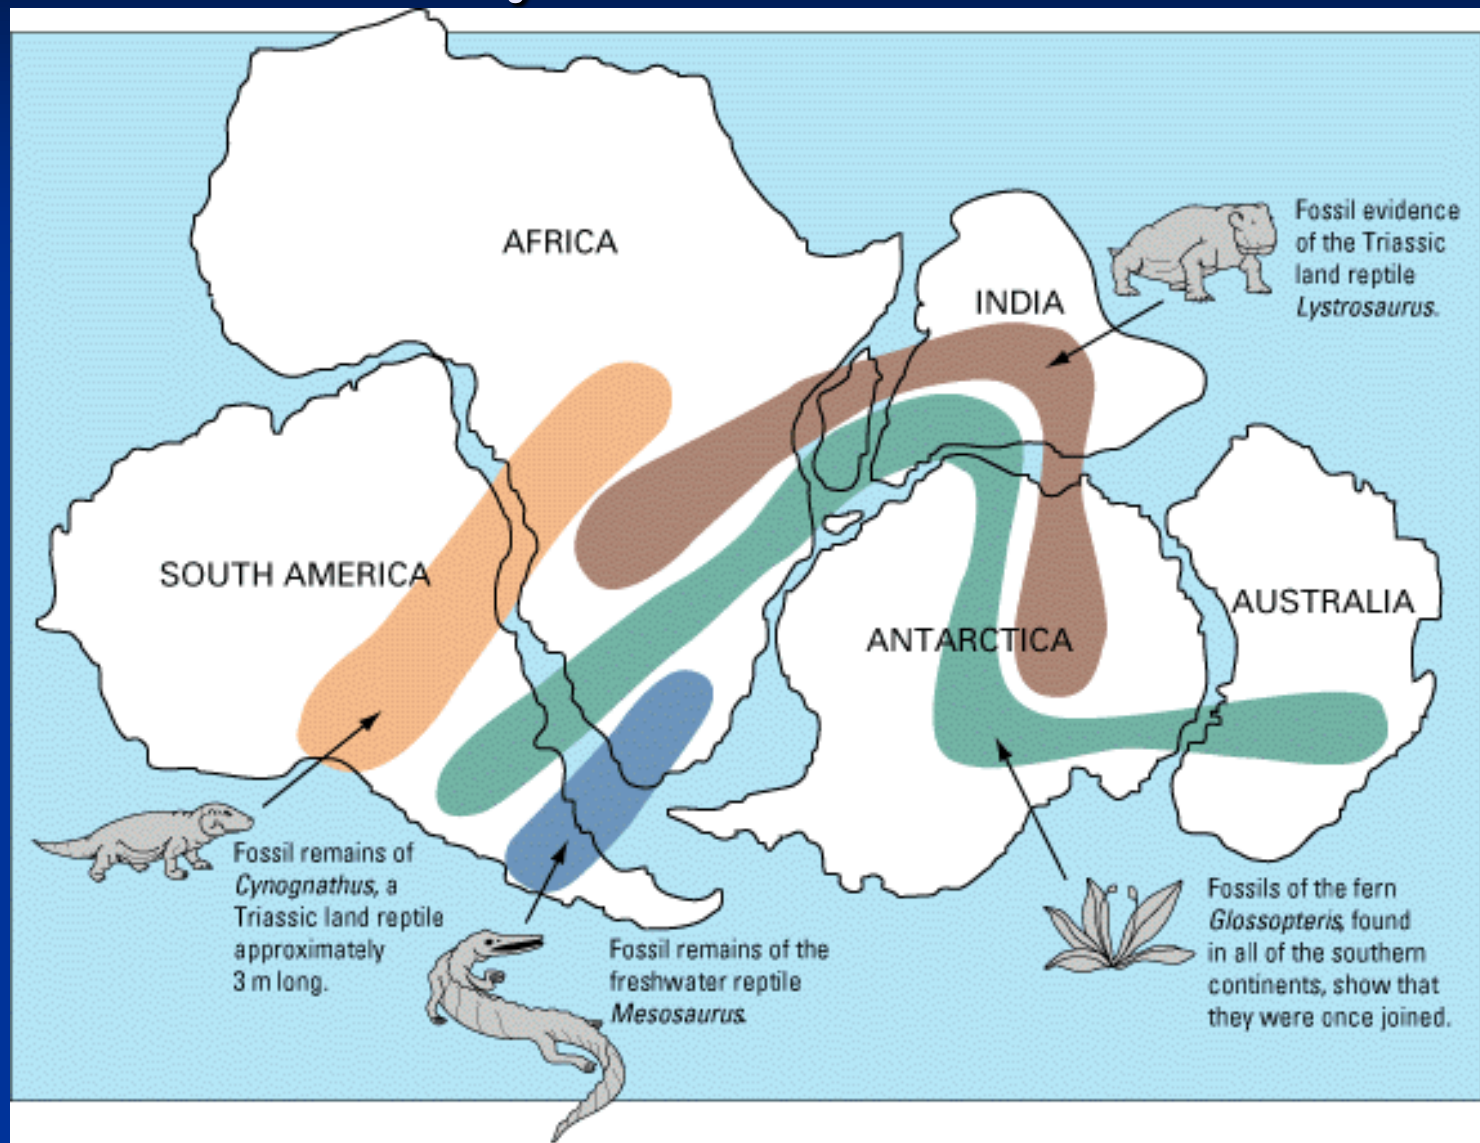 AFRICA
INDIA
Fossil evidence
of the Triassic
land reptile
Lystrosaurus.
SOUTH AMERICA
ANTARCTICA
AUSTRALIA
Fossil remains of
Cynognathus, a
Triassic land reptile
approximately
3 m long.
Fossil remains of the
freshwater reptile
Mesosaurus.
Fossils of the fern
Glossopteris, found
in all of the southern
continents, show that
they were once joined.